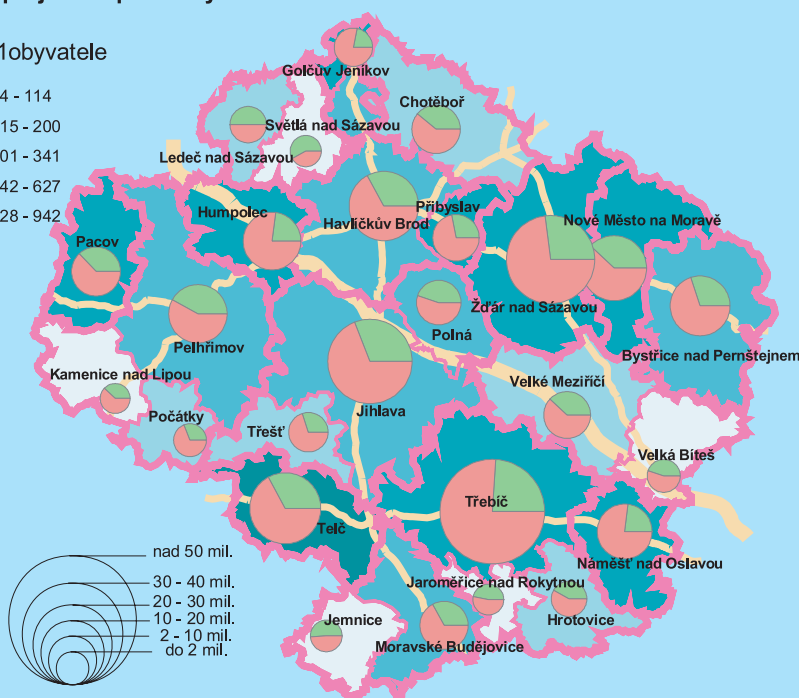 1obyvatele
4 - 114
15 - 200
01 - 341
42 - 627
28 - 942
Golčův Jeníkov
Chotěboř
Světlá nad Sázavou
Ledeč nad Sázavou
Humpolec
Havlíčkův Brod
Přibyslav
Nové Město na Moravě
Pacov
Žďár nad Sázavou
Polná
Pelhřimov
Bystřice nad Pernštejnem
Kamenice nad Lipou
Velké Meziříčí
Jihlava
Počátky
Třešť
Velká Bíteš
Třebíč
Telč
Náměšť nad Oslavou
Jaroměřice nad Rokytnou
Hrotovice
Jemnice
Moravské Budějovice
nad 50 mil.
30 - 40 mil.
20 - 30 mil.
10 - 20 mil.
2 - 10 mil.
do 2 mil.